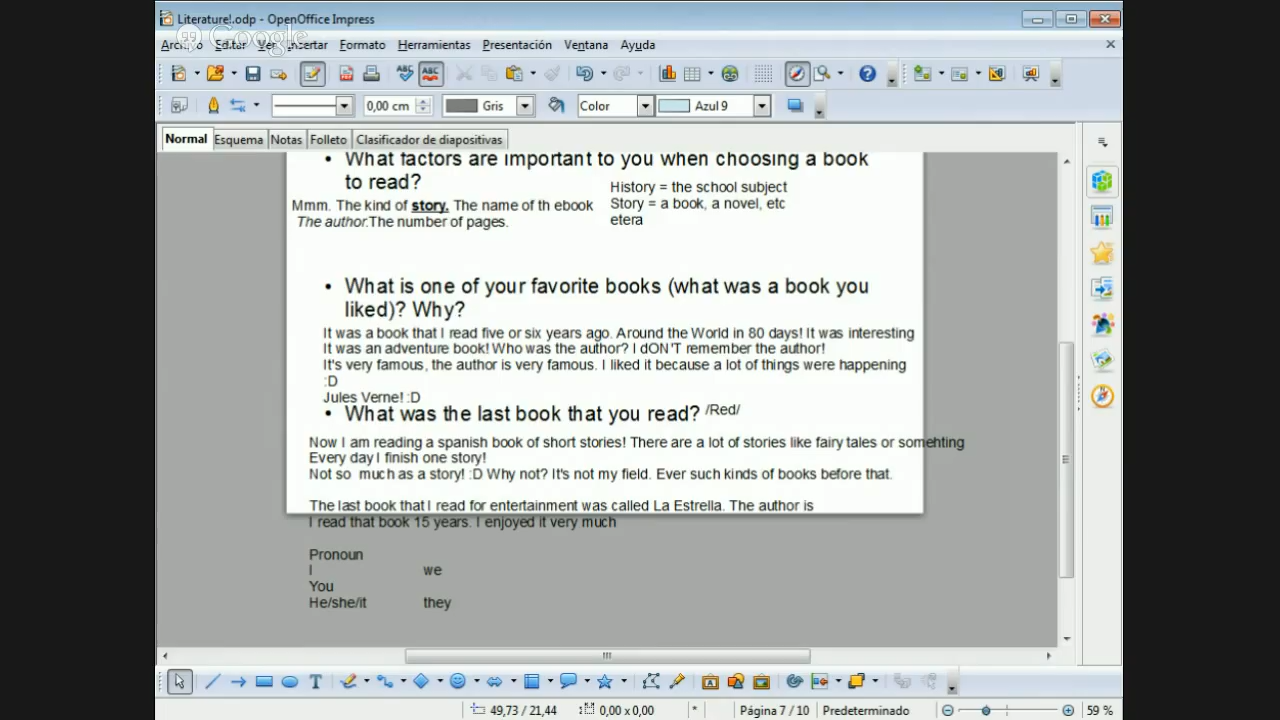 Literature!.odp - OpenOffice Impress
Google
Archivo Editar Ver Insertar Formato Herramientas Presentación Ventana Ayuda
0,00 cm Gris Color Azul 9
Normal Esquema Notas Folleto Clasificador de diapositivas
• What factors are important to you when choosing a book
to read?
History = the school subject
Mmm. The kind of story. The name of th ebook
Story = a book, a novel, etc
The author.The number of pages.
etera
• What is one of your favorite books (what was a book you
liked)? Why?
It was a book that I read five or six years ago. Around the World in 80 days! It was interesting
It was an adventure book! Who was the author? I dON'T remember the author!
It's very famous, the author is very famous. I liked it because a lot of things were happening
:D
Jules Verne! :D
• What was the last book that you read? /Red/
Now I am reading a spanish book of short stories! There are a lot of stories like fairy tales or somehting
Every day I finish one story!
Not so much as a story! :D Why not? It's not my field. Ever such kinds of books before that.
The last book that I read for entertainment was called La Estrella. The author is
I read that book 15 years. I enjoyed it very much
Pronoun
I we
You
He/she/it they
49,73 / 21,44 0,00 x 0,00 * Página 7 / 10 Predeterminado 59 %